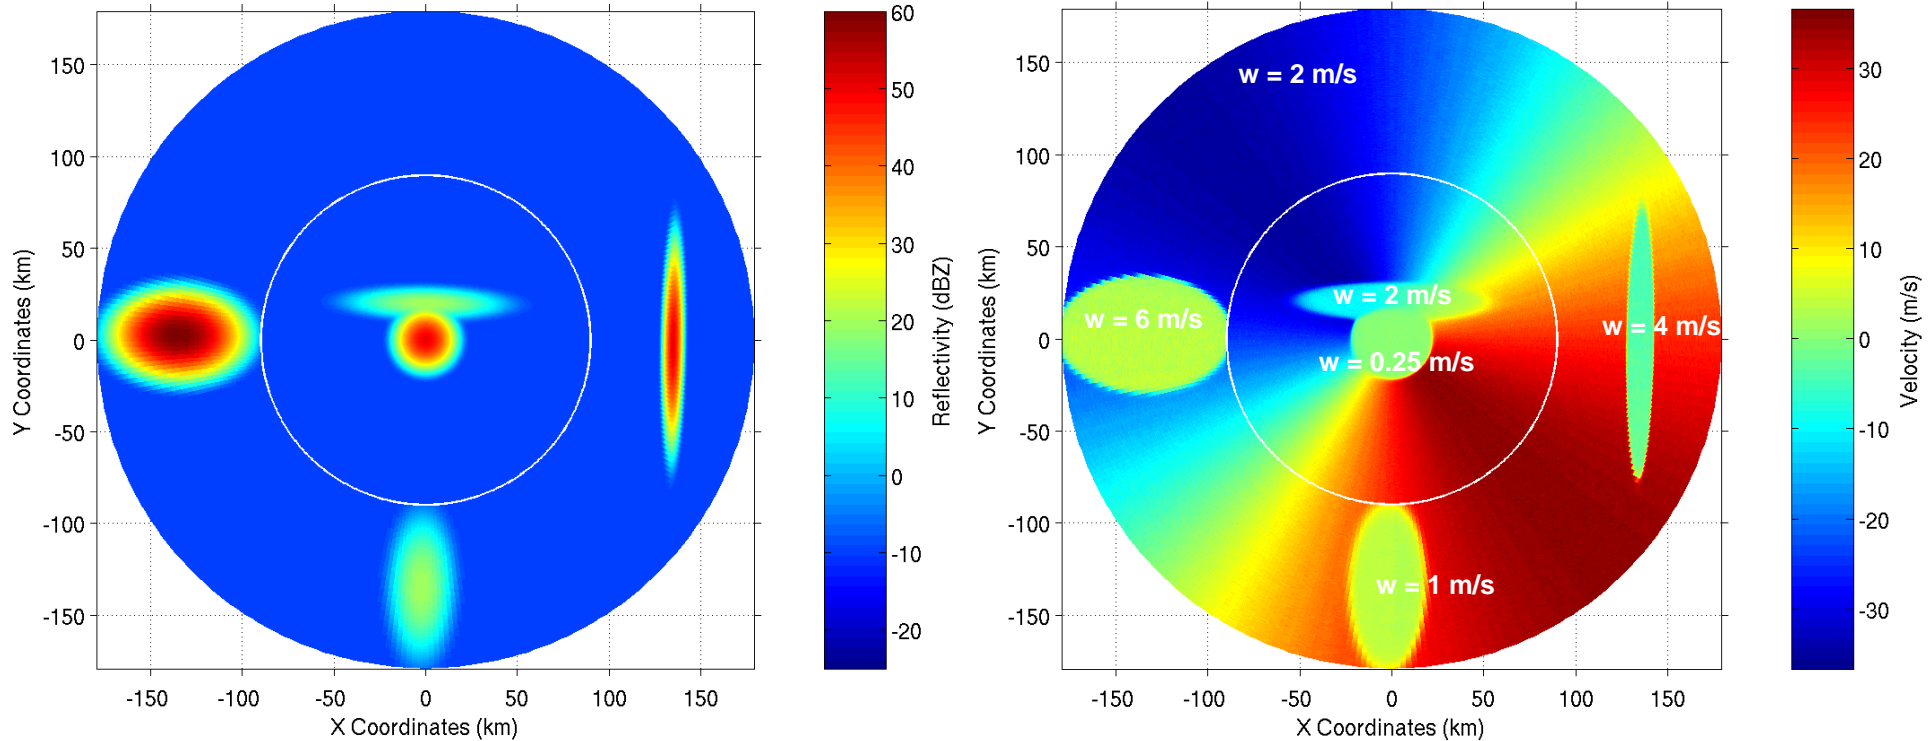 60
50
40
30
20
10
0
-10
-20
Reflectivity (dBZ)
150
100
50
0
-50
-100
-150
Y Coordinates (km)
-150 -100 -50 0 50 100 150
X Coordinates (km)
w = 2 m/s
w = 2 m/s
w = 6 m/s
w = 4 m/s
w = 0.25 m/s
w = 1 m/s
150
100
50
0
-50
-100
-150
Y Coordinates (km)
-150 -100 -50 0 50 100 150
X Coordinates (km)
30
20
10
0
-10
-20
-30
Velocity (m/s)